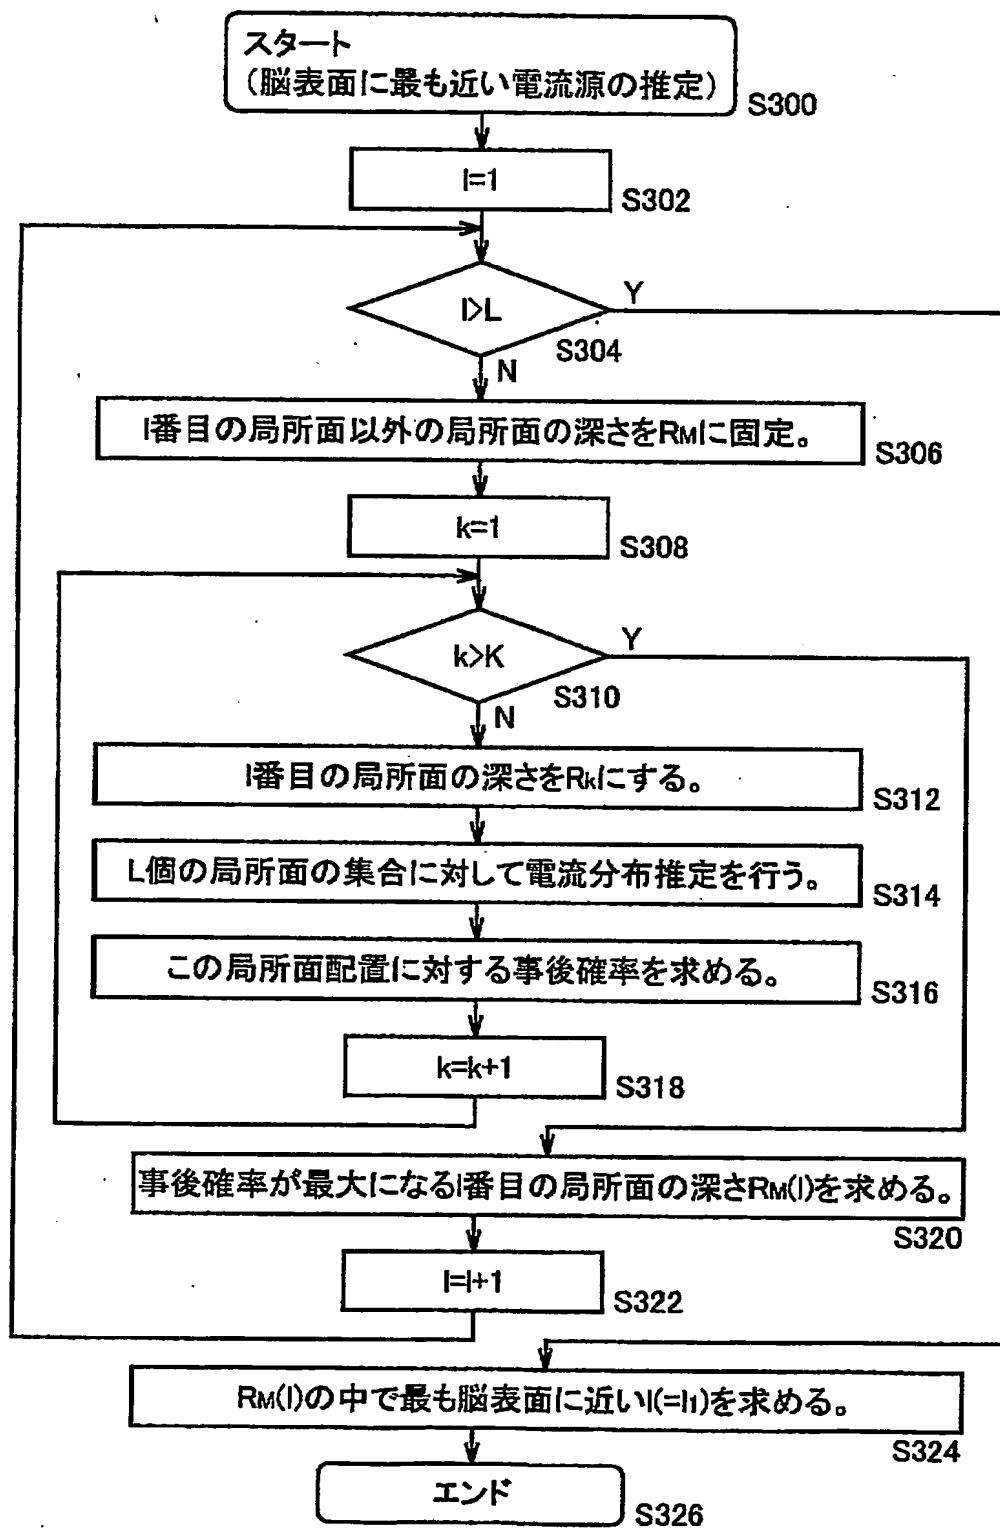 スタート
(脳表面に最も近い電流源の推定)
S300
l=1
S302
l>L
Y
S304
N
l番目の局所面以外の局所面の深さをRMに固定。
S306
k=1
S308
k>K
Y
S310
N
l番目の局所面の深さをRkにする。
S312
L個の局所面の集合に対して電流分布推定を行う。
S314
この局所面配置に対する事後確率を求める。
S316
k=k+1
S318
事後確率が最大になるl番目の局所面の深さRM(l)を求める。
S320
l=l+1
S322
RM(l)の中で最も脳表面に近いl(=l1)を求める。
S324
エンド
S326